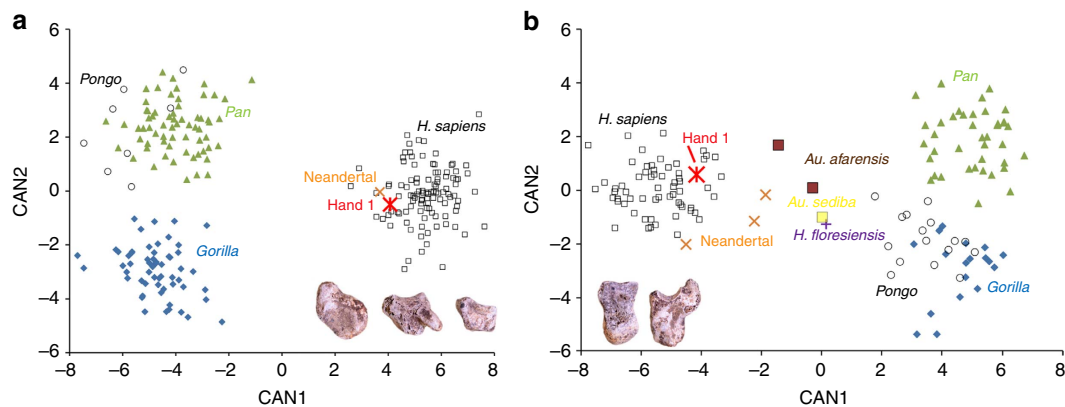 a
6
4
2
0
−2
−4
−6
CAN2
Pongo
Pan
H. sapiens
Neandertal
Hand 1
Gorilla
−8 −6 −4 −2 0 2 4 6 8
CAN1
b
6
4
2
0
−2
−4
−6
CAN2
Pan
H. sapiens
Hand 1
Au. afarensis
Au. sediba
H. floresiensis
Neandertal
Pongo
Gorilla
−8 −6 −4 −2 0 2 4 6 8
CAN1